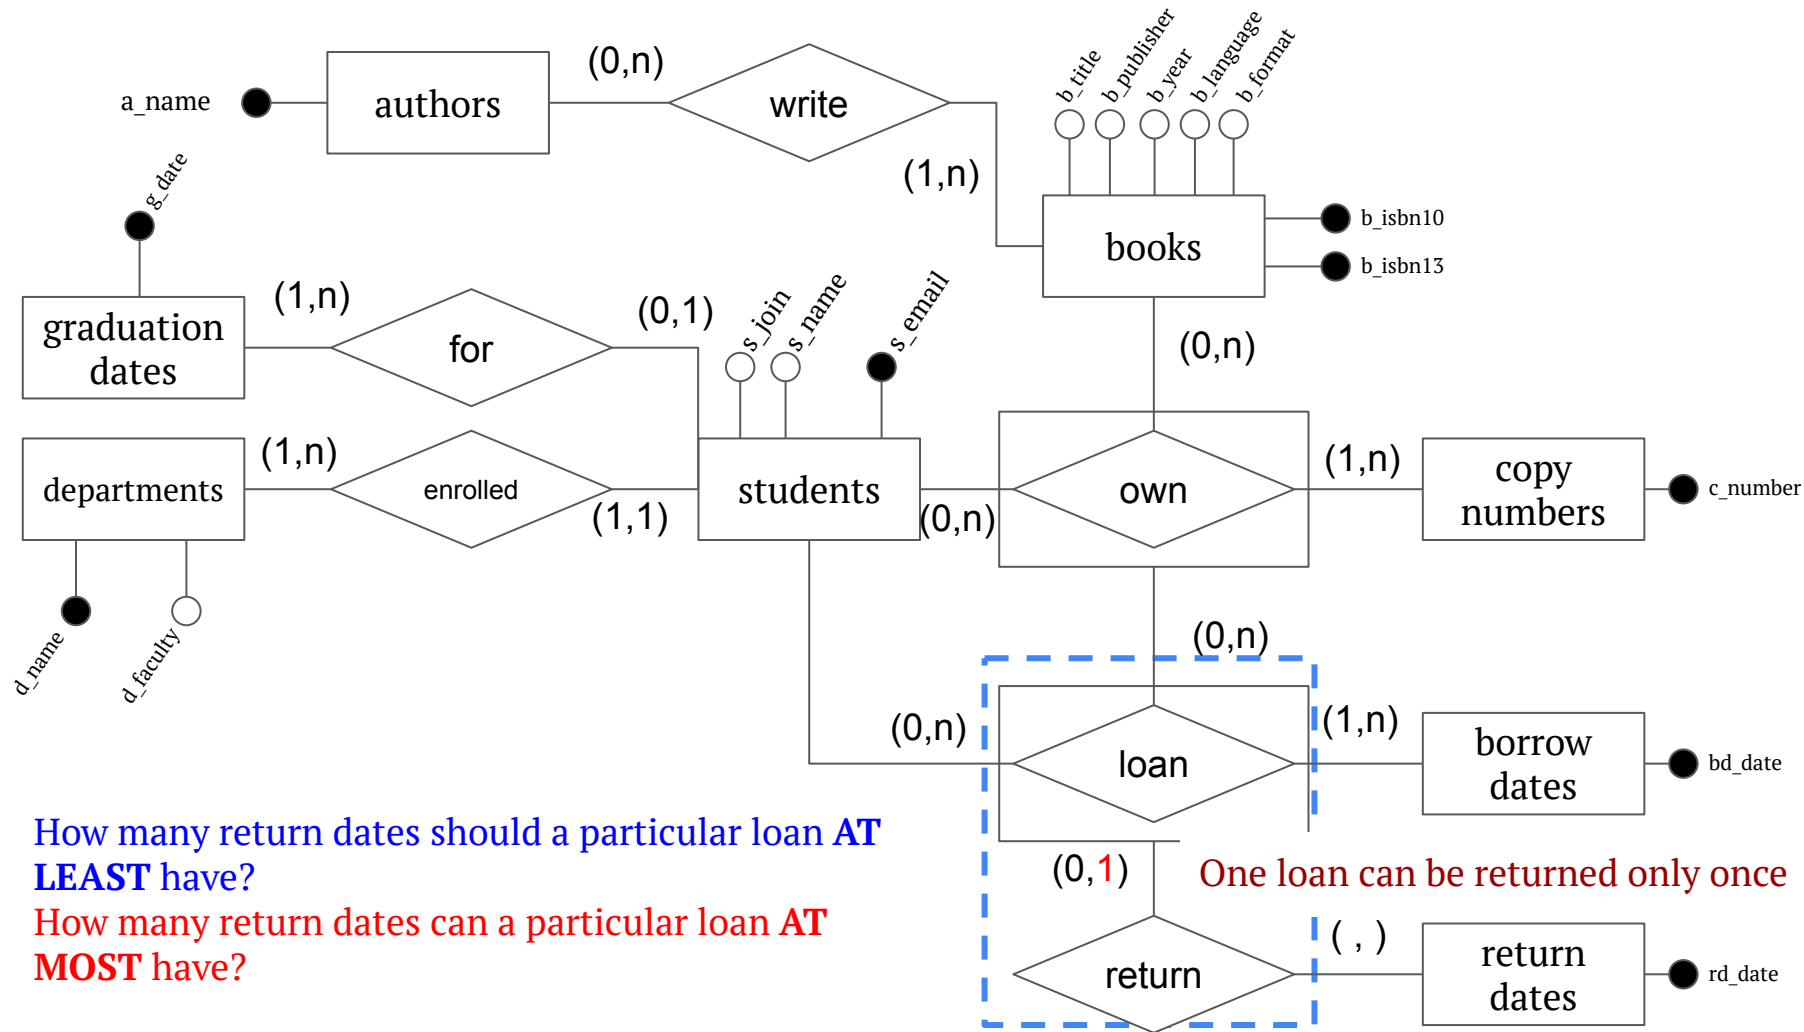 b_title
b_publisher
b_year
b_language
b_format
(0,n)
a_name
authors
write
(1,n)
g_date
b_isbn10
books
b_isbn13
s_join
s_name
s_email
(1,n)
(0,1)
graduation
dates
for
(0,n)
(1,n)
(1,n)
copy
numbers
departments
enrolled
students
own
c_number
(1,1)
(0,n)
d_name
d_faculty
(0,n)
(0,n)
(1,n)
loan
borrow
dates
bd_date
How many return dates should a particular loan AT
LEAST have?
How many return dates can a particular loan AT
MOST have?
(0,1)
One loan can be returned only once
( , )
return
return
dates
rd_date